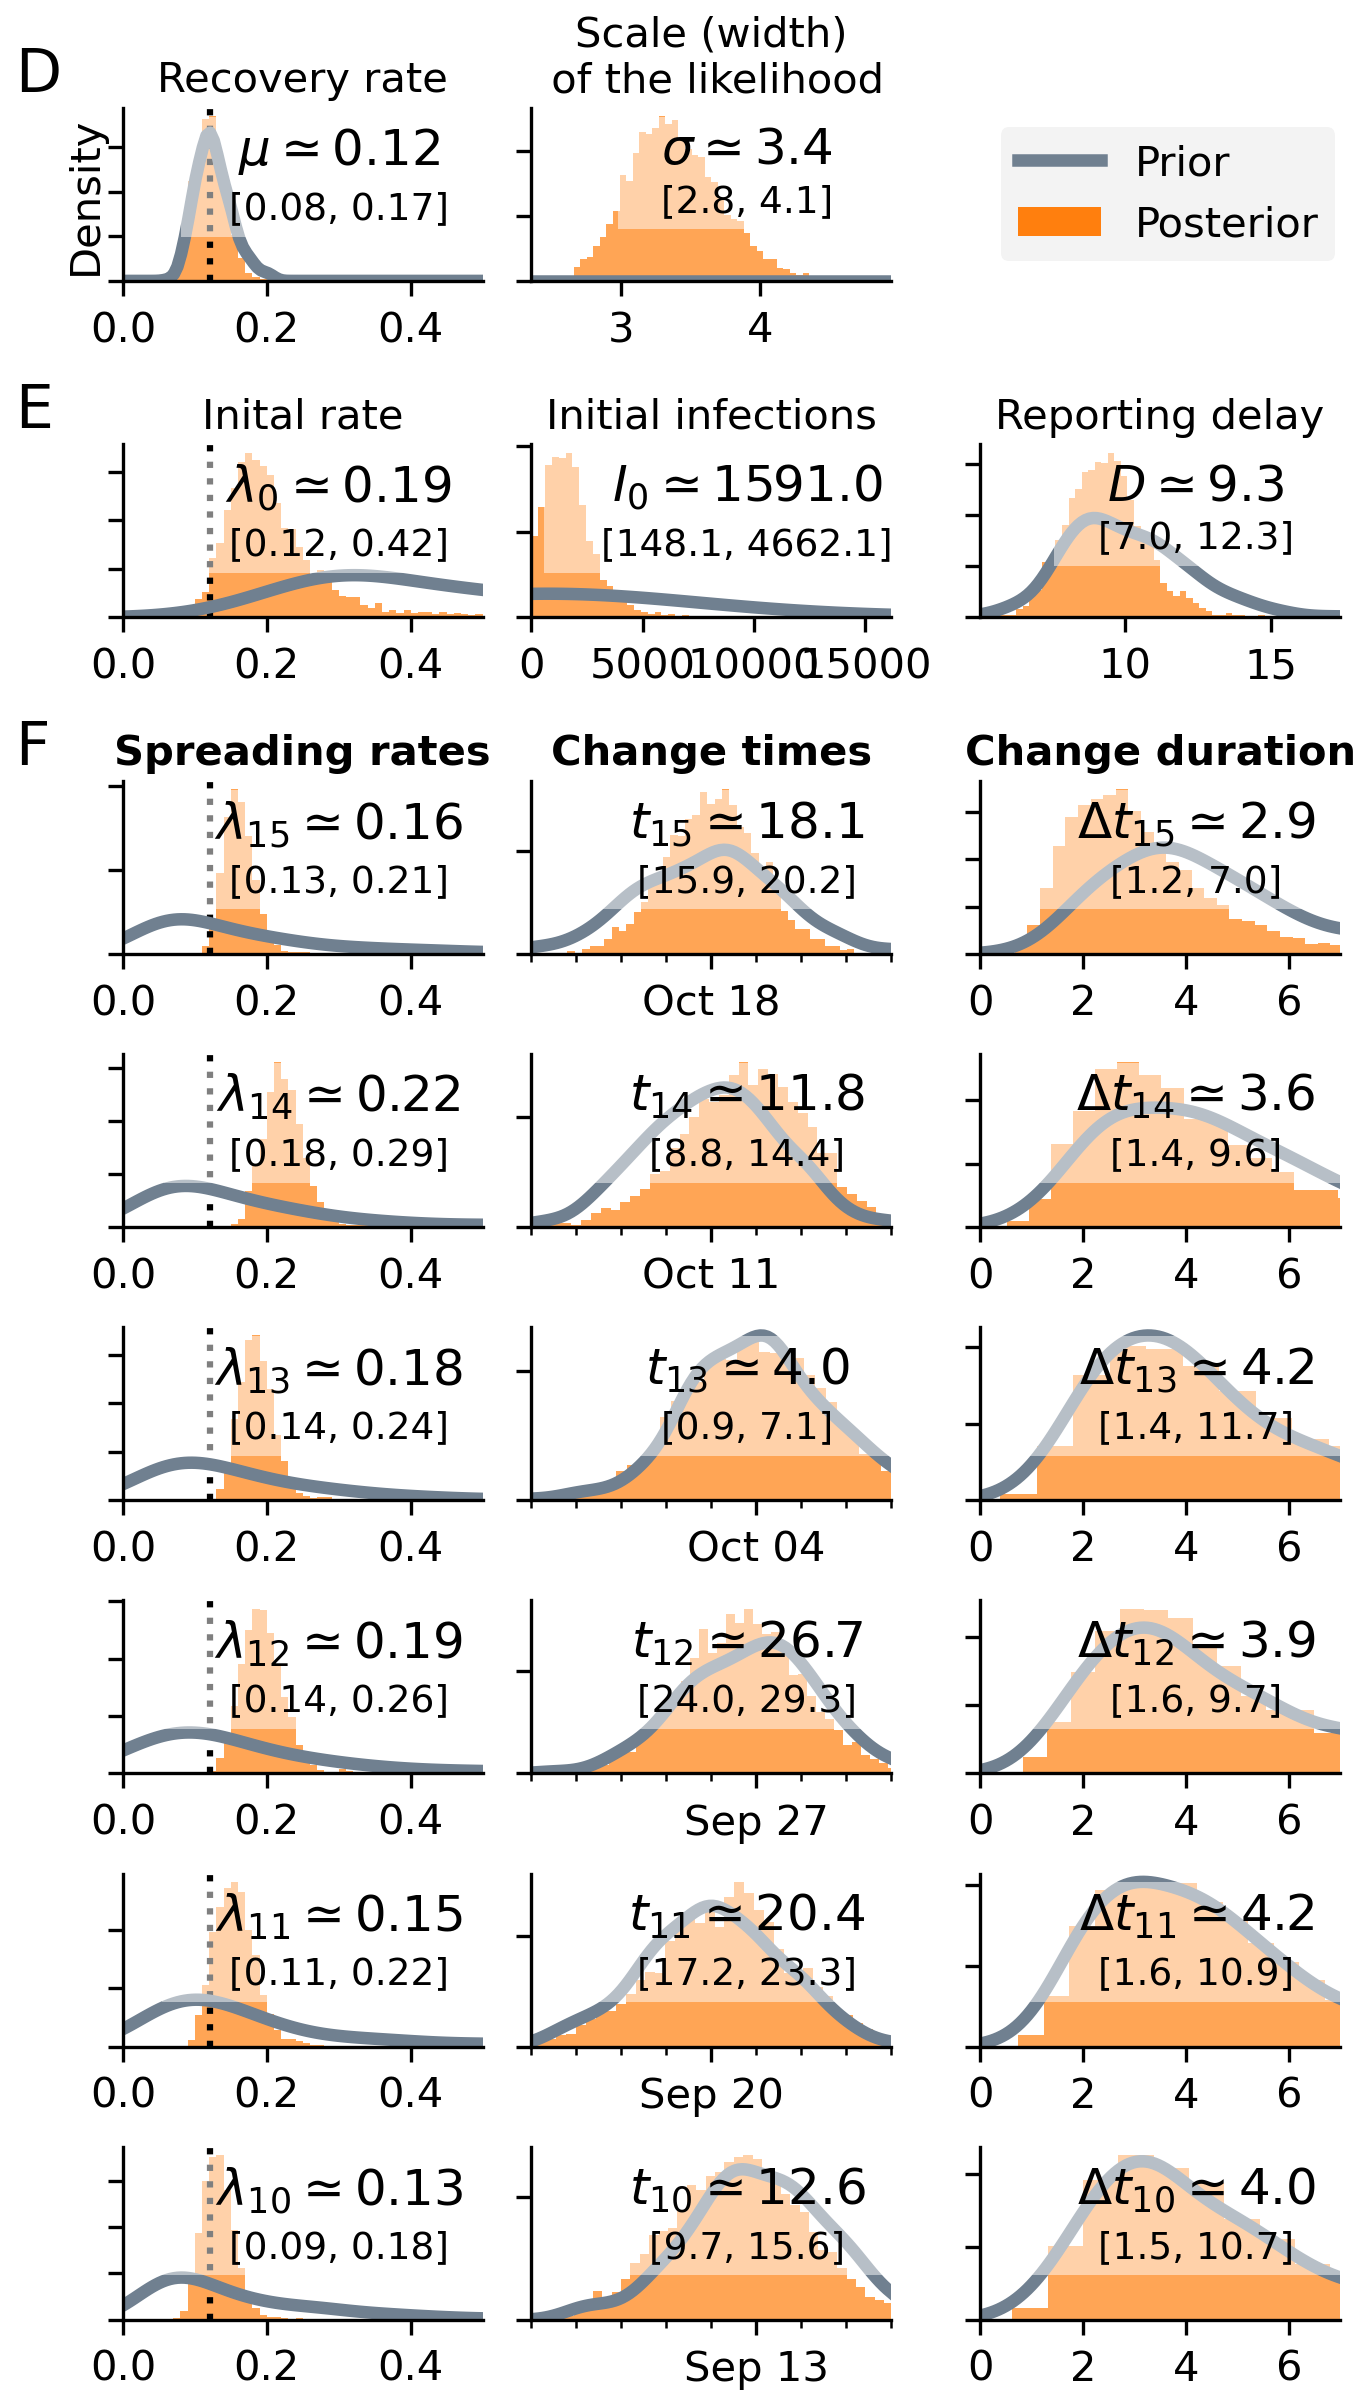 D
Recovery rate
Scale (width)
of the likelihood
Density
μ ≃ 0.12
[0.08, 0.17]
0.0 0.2 0.4
σ ≃ 3.4
[2.8, 4.1]
3 4
Prior
Posterior
E
Inital rate
Initial infections
Reporting delay
λ0 ≃ 0.19
[0.12, 0.42]
0.0 0.2 0.4
I0 ≃ 1591.0
[148.1, 4662.1]
0 5000 10000 15000
D ≃ 9.3
[7.0, 12.3]
10 15
F
Spreading rates
Change times
Change duration
λ15 ≃ 0.16
[0.13, 0.21]
0.0 0.2 0.4
t15 ≃ 18.1
[15.9, 20.2]
Oct 18
Δt15 ≃ 2.9
[1.2, 7.0]
0 2 4 6
λ14 ≃ 0.22
[0.18, 0.29]
0.0 0.2 0.4
t14 ≃ 11.8
[8.8, 14.4]
Oct 11
Δt14 ≃ 3.6
[1.4, 9.6]
0 2 4 6
λ13 ≃ 0.18
[0.14, 0.24]
0.0 0.2 0.4
t13 ≃ 4.0
[0.9, 7.1]
Oct 04
Δt13 ≃ 4.2
[1.4, 11.7]
0 2 4 6
λ12 ≃ 0.19
[0.14, 0.26]
0.0 0.2 0.4
t12 ≃ 26.7
[24.0, 29.3]
Sep 27
Δt12 ≃ 3.9
[1.6, 9.7]
0 2 4 6
λ11 ≃ 0.15
[0.11, 0.22]
0.0 0.2 0.4
t11 ≃ 20.4
[17.2, 23.3]
Sep 20
Δt11 ≃ 4.2
[1.6, 10.9]
0 2 4 6
λ10 ≃ 0.13
[0.09, 0.18]
0.0 0.2 0.4
t10 ≃ 12.6
[9.7, 15.6]
Sep 13
Δt10 ≃ 4.0
[1.5, 10.7]
0 2 4 6